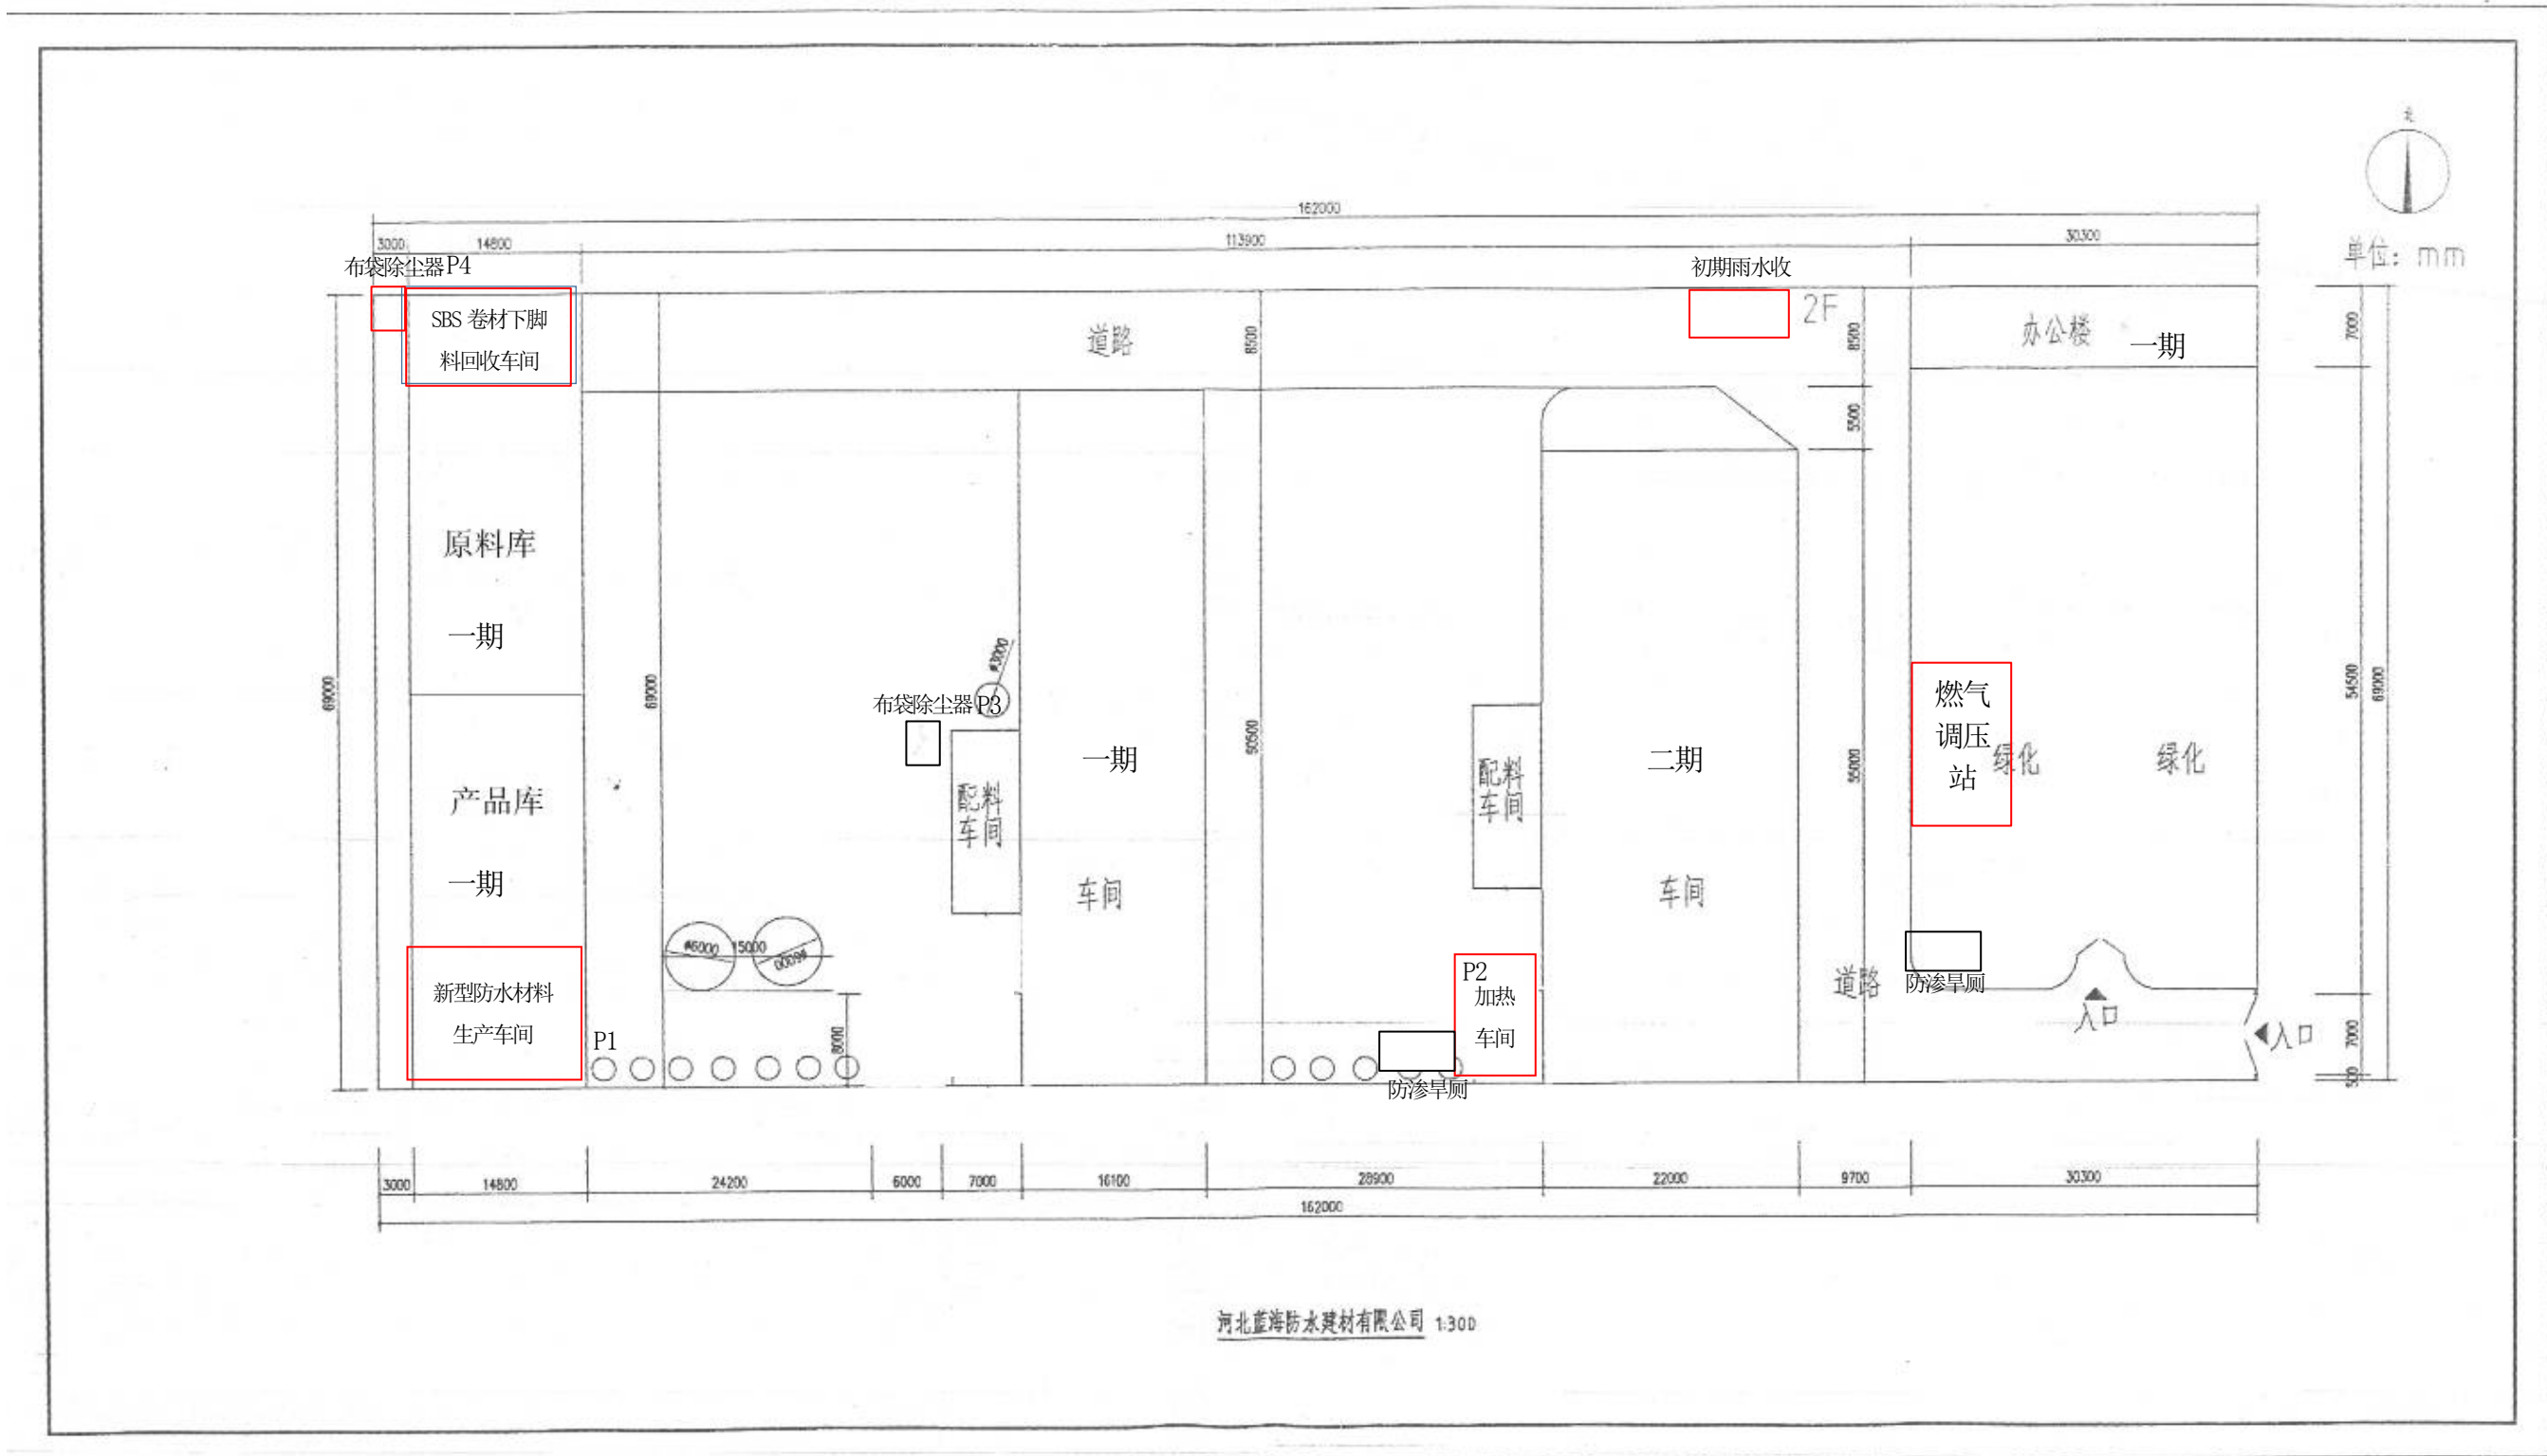 北
162000
3000
14800
113900
30300
单位：mm
布袋除尘器P4
初期雨水收
SBS 卷材下脚
料回收车间
道路
8500
2F
8500
办公楼
一期
7000
5500
原料库
一期
69000
69000
ø3000
布袋除尘器P3
配料
车间
一期
车间
60500
配料
车间
二期
车间
55000
燃气
调压
站
绿化
绿化
54500
69000
产品库
一期
ø6000
15000
ø6000
新型防水材料
生产车间
P1
8000
P2
加热
车间
防渗旱厕
道路
防渗旱厕
入口
入口
7000
500
3000
14800
24200
6000
7000
16100
28900
22000
9700
30300
162000
河北蓝海防水建材有限公司 1:300